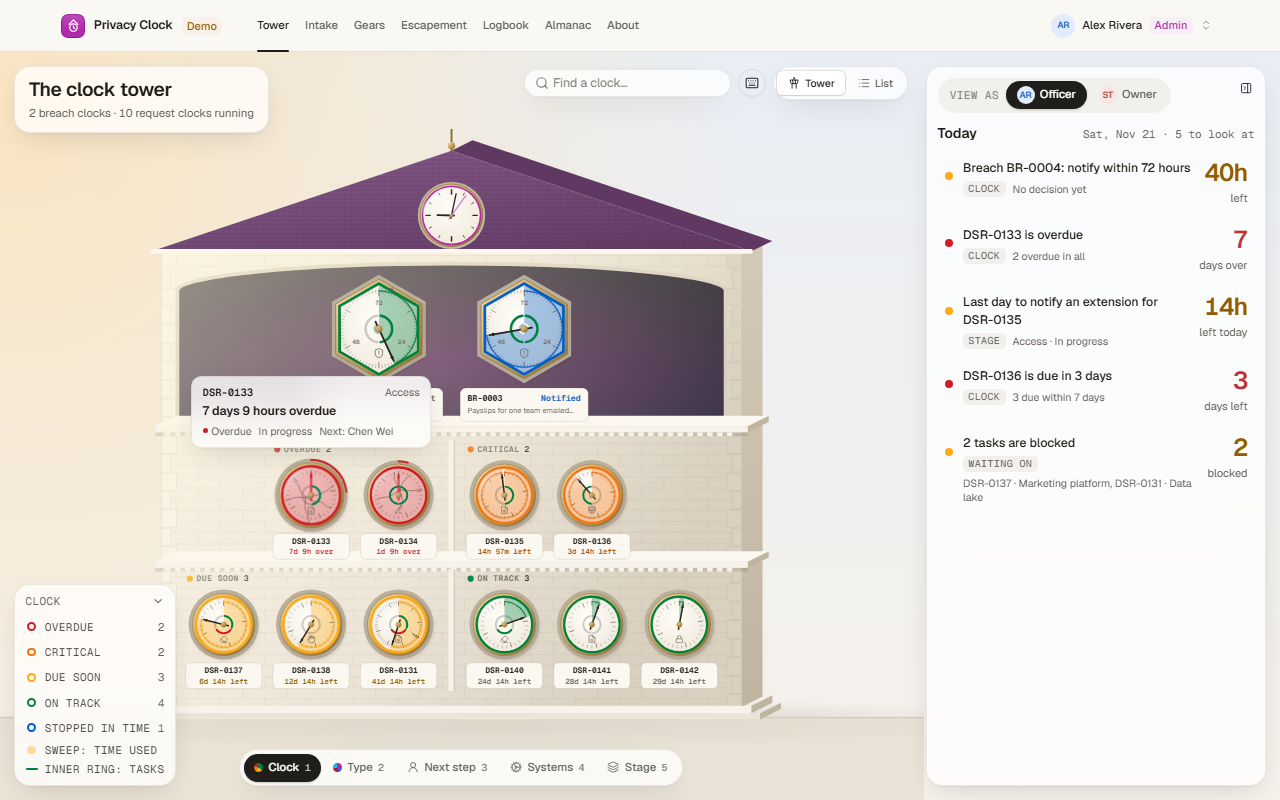 Privacy Clock Demo
Tower Intake Gears Escapement Logbook Almanac About
AR Alex Rivera Admin
The clock tower
2 breach clocks · 10 request clocks running
Find a clock...
Tower List
VIEW AS AR Officer ST Owner
Today Sat, Nov 21 · 5 to look at
Breach BR-0004: notify within 72 hours 40h
CLOCK No decision yet left
DSR-0133 is overdue 7
CLOCK 2 overdue in all days over
Last day to notify an extension for DSR-0135 14h
STAGE Access · In progress left today
DSR-0136 is due in 3 days 3
CLOCK 3 due within 7 days days left
2 tasks are blocked 2
WAITING ON blocked
DSR-0137 · Marketing platform, DSR-0131 · Data lake
72 48 24
72 48 24
DSR-0133 Access
7 days 9 hours overdue
Overdue In progress Next: Chen Wei
BR-0003 Notified
Payslips for one team emailed...
OVERDUE 2 CRITICAL 2
DSR-0133 DSR-0134 DSR-0135 DSR-0136
7d 9h over 1d 9h over 14h 57m left 3d 14h left
DUE SOON 3 ON TRACK 3
DSR-0137 DSR-0138 DSR-0131 DSR-0140 DSR-0141 DSR-0142
6d 14h left 12d 14h left 41d 14h left 24d 14h left 28d 14h left 29d 14h left
CLOCK
OVERDUE 2
CRITICAL 2
DUE SOON 3
ON TRACK 4
STOPPED IN TIME 1
SWEEP: TIME USED
INNER RING: TASKS
Clock 1 Type 2 Next step 3 Systems 4 Stage 5